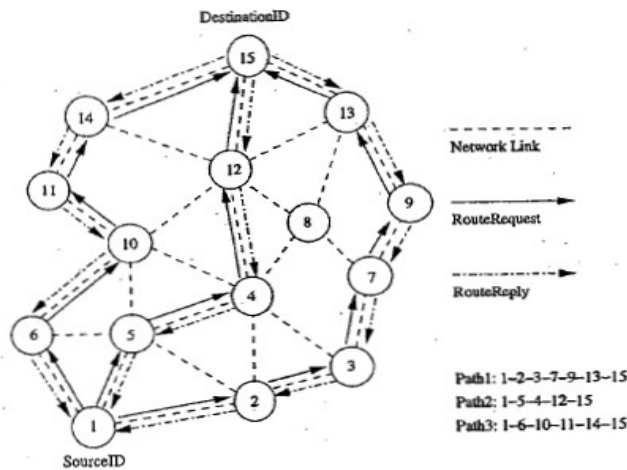 DestinationID
15
14
13
12
11
9
8
10
7
4
6
5
3
2
1
SourceID
Network Link
RouteRequest
RouteReply
Path1: 1-2-3-7-9-13-15
Path2: 1-5-4-12-15
Path3: 1-6-10-11-14-15